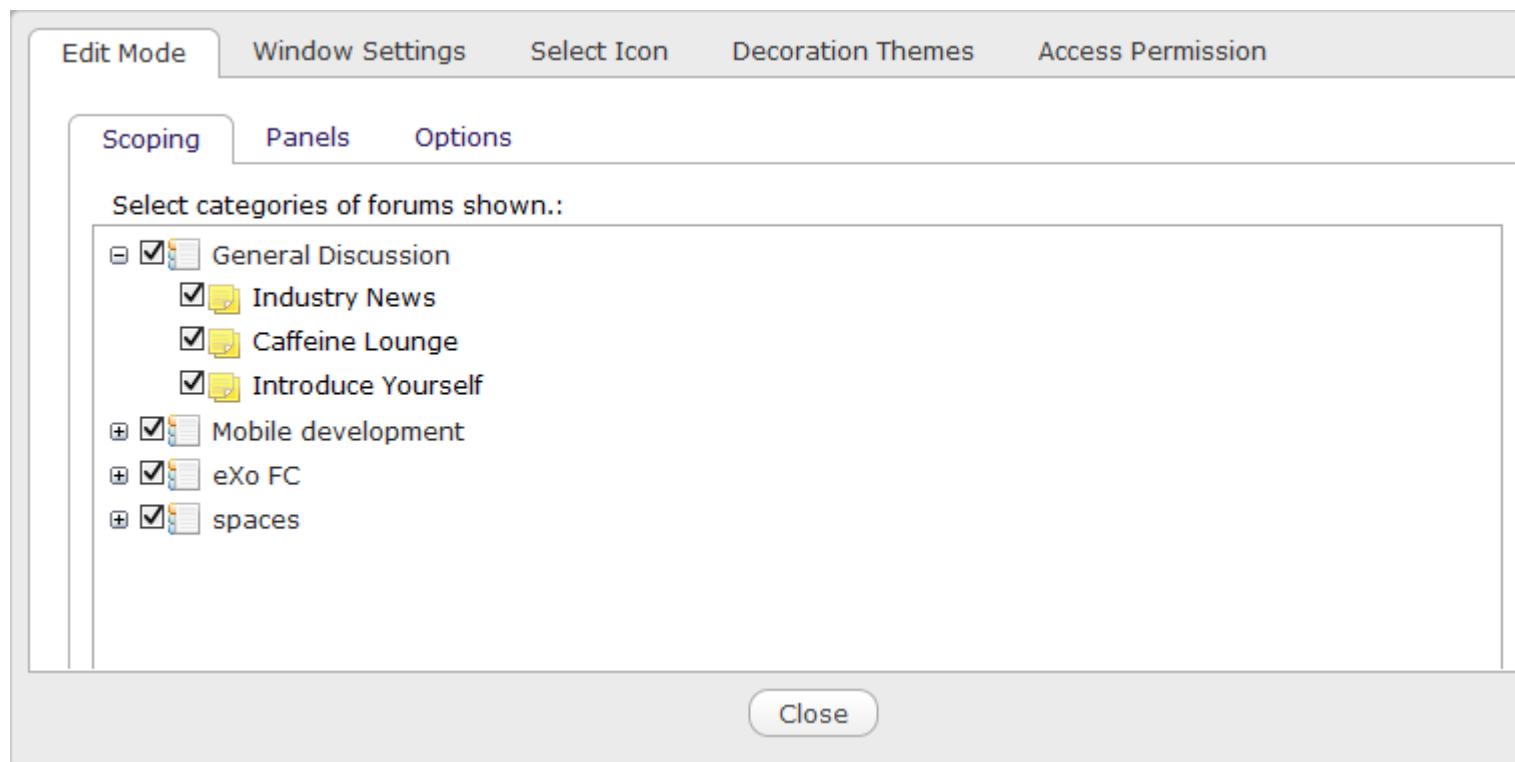 Edit Mode Window Settings Select Icon Decoration Themes Access Permission
Scoping Panels Options
Select categories of forums shown.:
General Discussion
Industry News
Caffeine Lounge
Introduce Yourself
Mobile development
eXo FC
spaces
Close